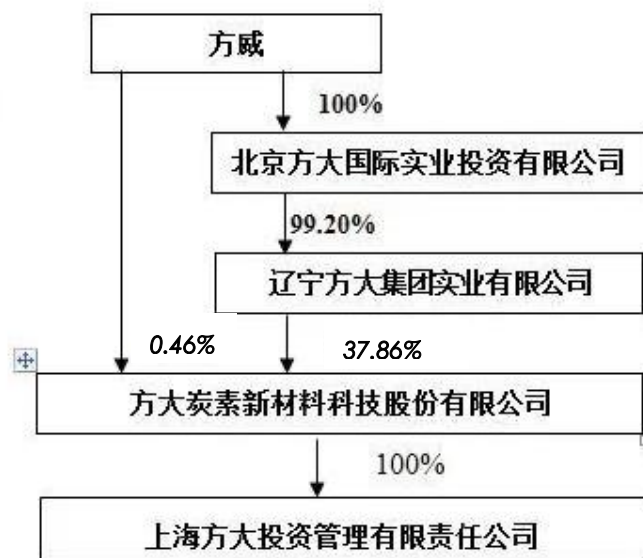 方威
100%
北京方大国际实业投资有限公司
99.20%
辽宁方大集团实业有限公司
0.46%
37.86%
方大炭素新材料科技股份有限公司
100%
上海方大投资管理有限责任公司